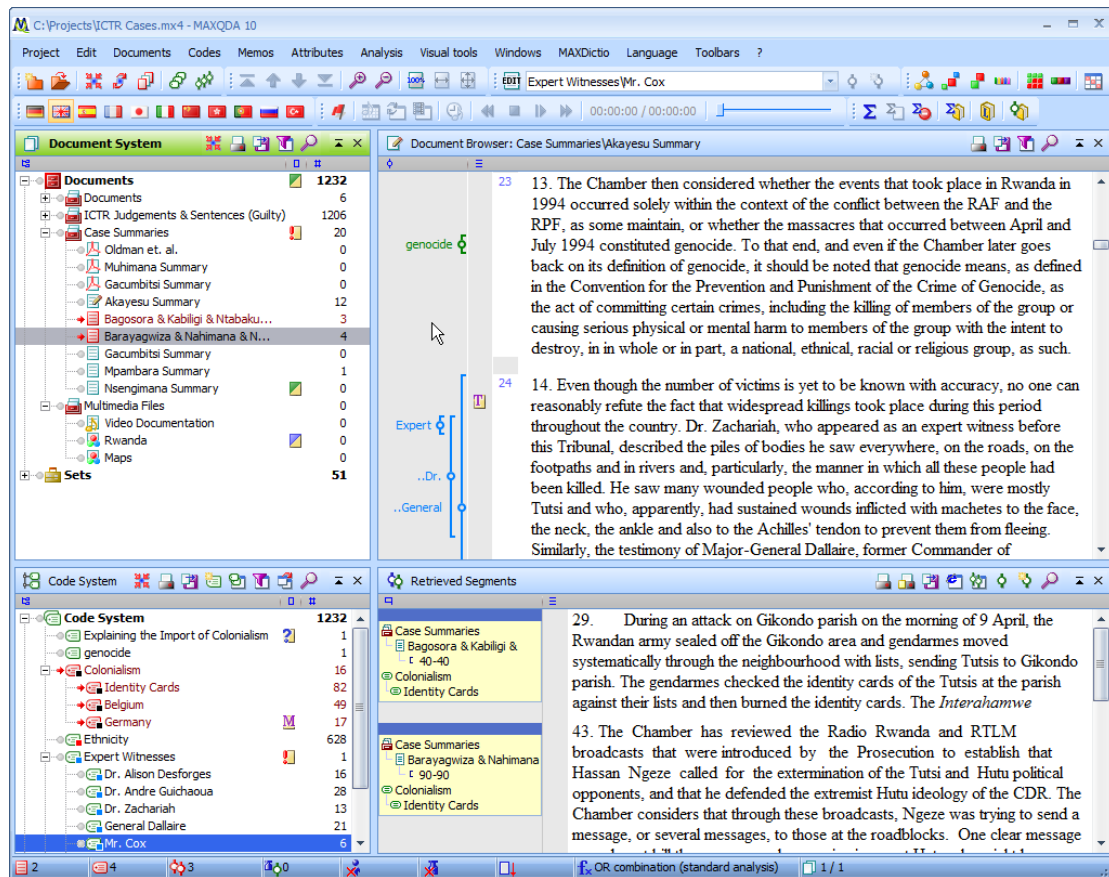 C:\Projects\ICTR Cases.mx4 - MAXQDA 10
Project Edit Documents Codes Memos Attributes Analysis Visual tools Windows MAXDictio Language Toolbars ?
100% EDIT Expert Witnesses\Mr. Cox
00:00:00 / 00:00:00
Document System
#
Documents 1232
Documents 6
ICTR Judgements & Sentences (Guilty) 1206
Case Summaries 20
Oldman et. al. 0
Muhimana Summary 0
Gacumbitsi Summary 0
Akayesu Summary 12
Bagosora & Kabiligi & Ntabaku... 3
Barayagwiza & Nahimana & N... 4
Gacumbitsi Summary 0
Mpambara Summary 1
Nsengimana Summary 0
Multimedia Files 0
Video Documentation 0
Rwanda 0
Maps 0
Sets 51
Document Browser: Case Summaries\Akayesu Summary
23 13. The Chamber then considered whether the events that took place in Rwanda in
1994 occurred solely within the context of the conflict between the RAF and the
RPF, as some maintain, or whether the massacres that occurred between April and
genocide July 1994 constituted genocide. To that end, and even if the Chamber later goes
back on its definition of genocide, it should be noted that genocide means, as defined
in the Convention for the Prevention and Punishment of the Crime of Genocide, as
the act of committing certain crimes, including the killing of members of the group or
causing serious physical or mental harm to members of the group with the intent to
destroy, in in whole or in part, a national, ethnical, racial or religious group, as such.
24 14. Even though the number of victims is yet to be known with accuracy, no one can
T reasonably refute the fact that widespread killings took place during this period
Expert throughout the country. Dr. Zachariah, who appeared as an expert witness before
this Tribunal, described the piles of bodies he saw everywhere, on the roads, on the
footpaths and in rivers and, particularly, the manner in which all these people had
..Dr. been killed. He saw many wounded people who, according to him, were mostly
..General Tutsi and who, apparently, had sustained wounds inflicted with machetes to the face,
the neck, the ankle and also to the Achilles' tendon to prevent them from fleeing.
Similarly, the testimony of Major-General Dallaire, former Commander of
Code System
#
Code System 1232
Explaining the Import of Colonialism ? 1
genocide 1
Colonialism 16
Identity Cards 82
Belgium 49
Germany M 17
Ethnicity 628
Expert Witnesses ! 1
Dr. Alison Desforges 16
Dr. Andre Guichaoua 28
Dr. Zachariah 13
General Dallaire 21
Mr. Cox 6
Retrieved Segments
Case Summaries
Bagosora & Kabiligi &
40-40
Colonialism
Identity Cards
Case Summaries
Barayagwiza & Nahimana
90-90
Colonialism
Identity Cards
29. During an attack on Gikondo parish on the morning of 9 April, the
Rwandan army sealed off the Gikondo area and gendarmes moved
systematically through the neighbourhood with lists, sending Tutsis to Gikondo
parish. The gendarmes checked the identity cards of the Tutsis at the parish
against their lists and then burned the identity cards. The Interahamwe
43. The Chamber has reviewed the Radio Rwanda and RTLM
broadcasts that were introduced by the Prosecution to establish that
Hassan Ngeze called for the extermination of the Tutsi and Hutu political
opponents, and that he defended the extremist Hutu ideology of the CDR. The
Chamber considers that through these broadcasts, Ngeze was trying to send a
message, or several messages, to those at the roadblocks. One clear message
2 4 3 0 OR combination (standard analysis) 1 / 1